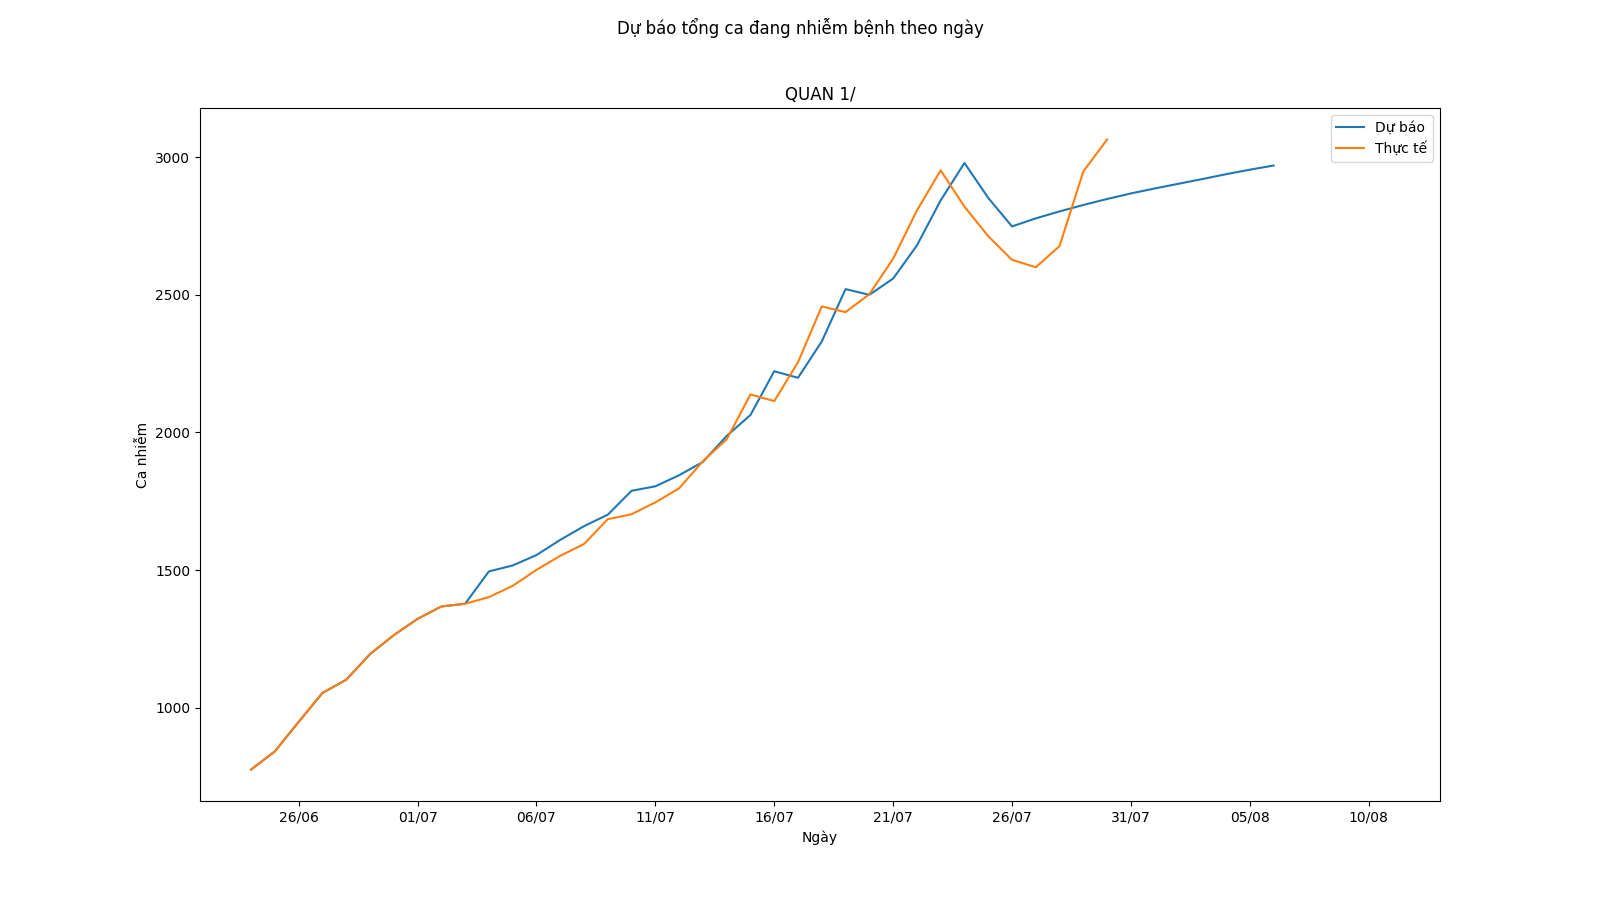 Dự báo tổng ca đang nhiễm bệnh theo ngày
QUAN 1/
Dự báo
Thực tế
3000
2500
2000
1500
1000
Ca nhiễm
26/06
01/07
06/07
11/07
16/07
21/07
26/07
31/07
05/08
10/08
Ngày